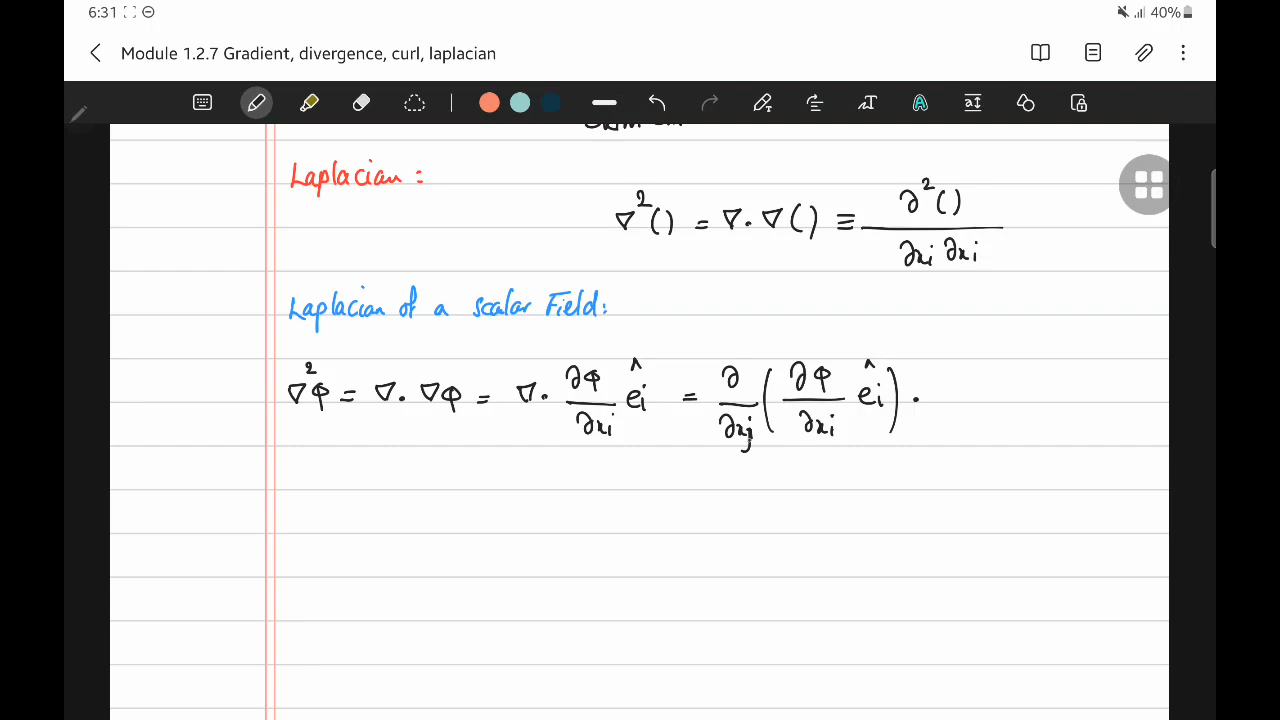 6:31
40%
Module 1.2.7 Gradient, divergence, curl, laplacian
Laplacian :
∇²() = ∇·∇() ≡ ∂²()/∂xi ∂xi
Laplacian of a scalar Field:
∇²φ = ∇·∇φ = ∇· ∂φ/∂xi êi = ∂/∂xj (∂φ/∂xi êi) ·